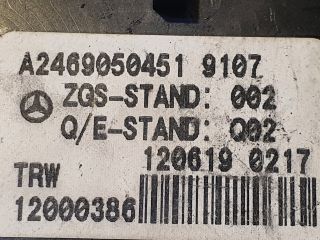 A2469050451 9107
ZGS-STAND: 002
Q/E-STAND: Q02
120619 0217
TRW
12000386